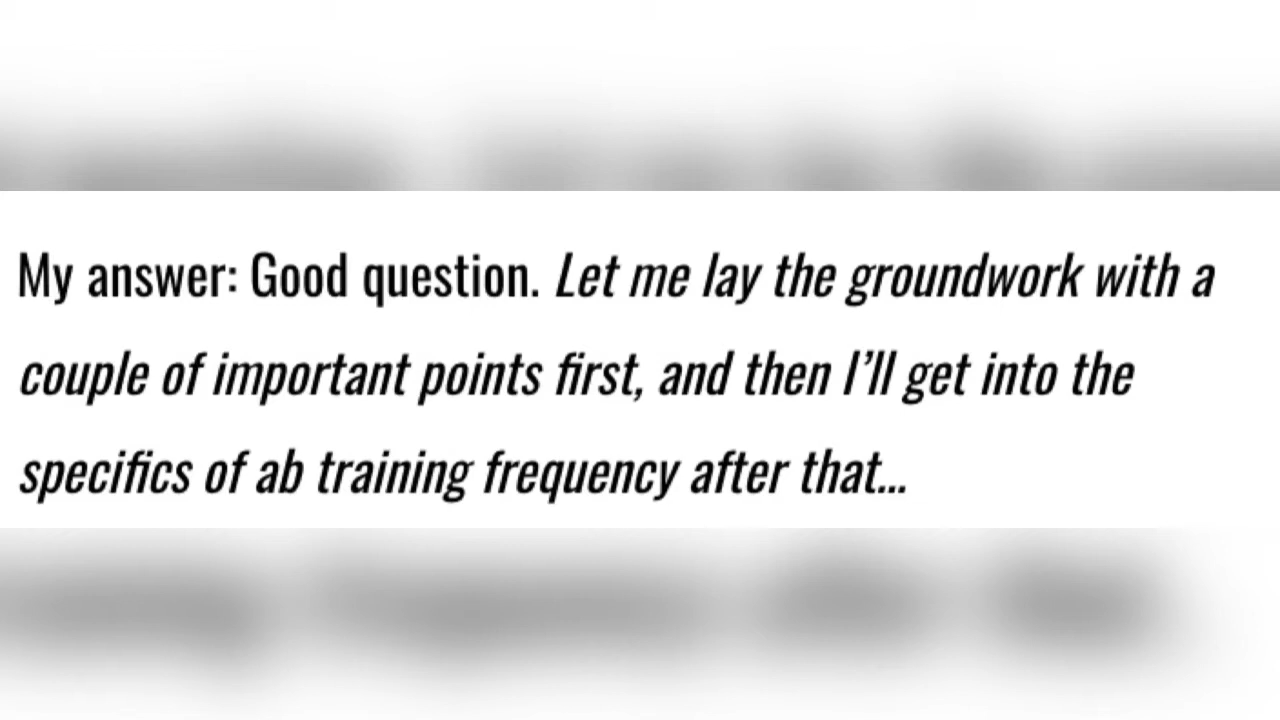 My answer: Good question. Let me lay the groundwork with a
couple of important points first, and then I’ll get into the
specifics of ab training frequency after that...